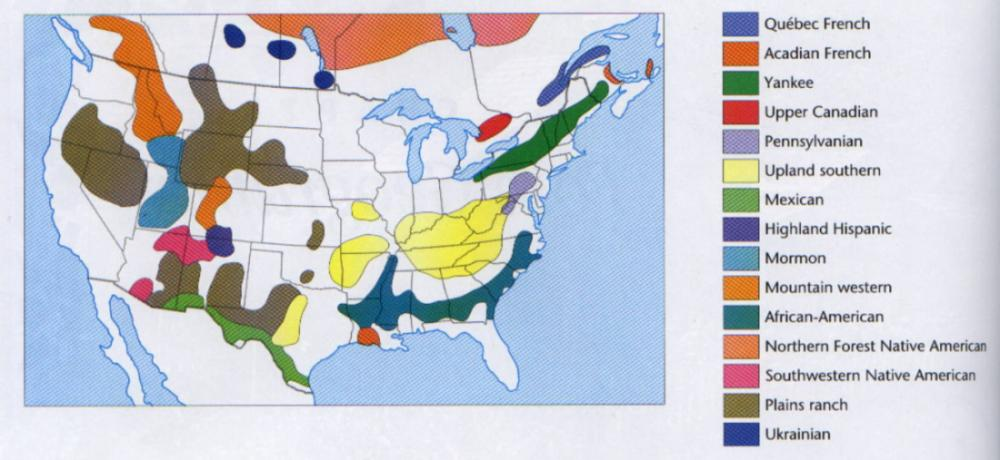 Québec French
Acadian French
Yankee
Upper Canadian
Pennsylvanian
Upland southern
Mexican
Highland Hispanic
Mormon
Mountain western
African-American
Northern Forest Native American
Southwestern Native American
Plains ranch
Ukrainian